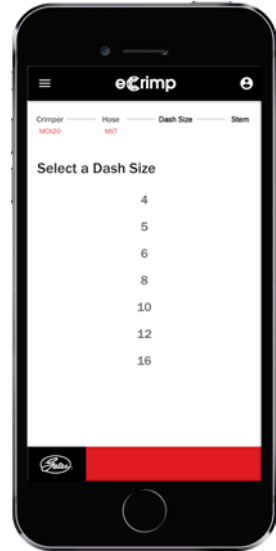 eCrimp
Crimper Hose Dash Size Stem
MCX20 MXT
Select a Dash Size
4
5
6
8
10
12
16
Gates